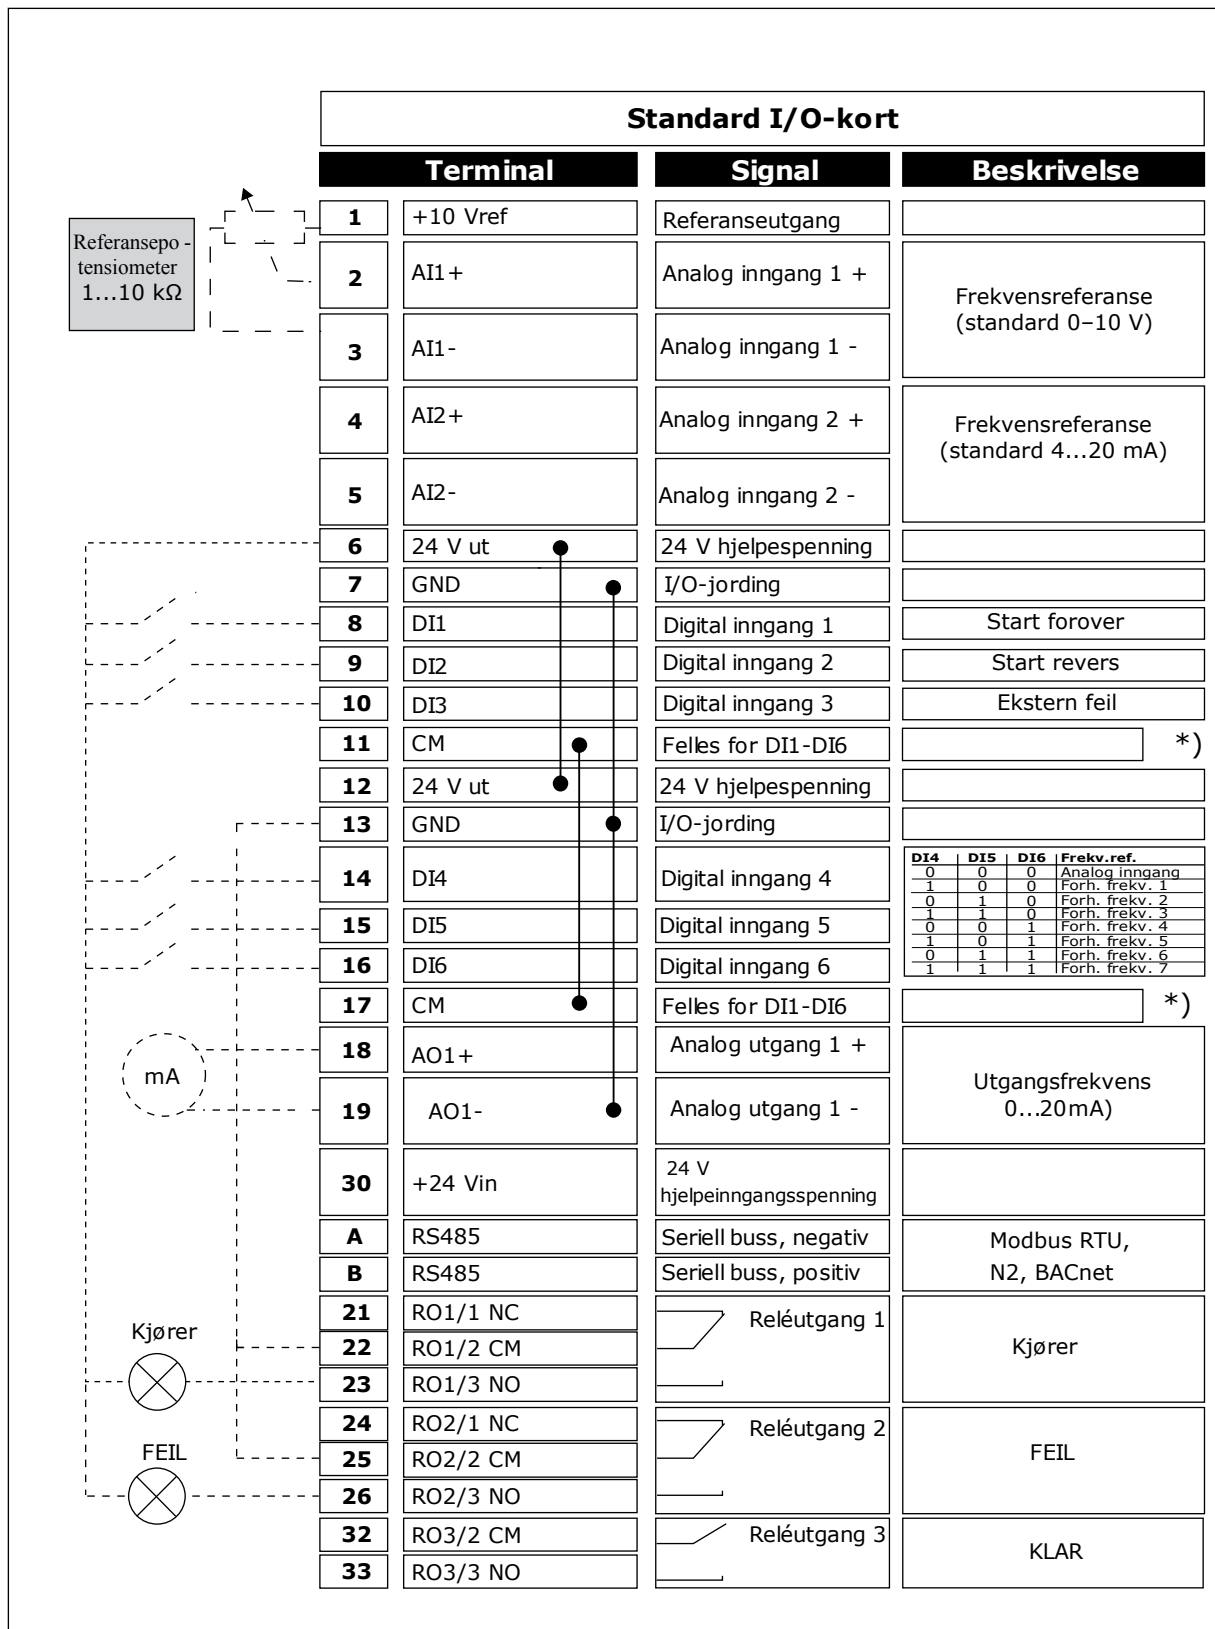 Standard I/O-kort
Terminal Signal Beskrivelse
Referansepo -
tensiometer
1...10 kΩ
1 +10 Vref Referanseutgang
2 AI1+ Analog inngang 1 +
3 AI1- Analog inngang 1 -
Frekvensreferanse
(standard 0–10 V)
4 AI2+ Analog inngang 2 +
5 AI2- Analog inngang 2 -
Frekvensreferanse
(standard 4...20 mA)
6 24 V ut 24 V hjelpespenning
7 GND I/O-jording
8 DI1 Digital inngang 1 Start forover
9 DI2 Digital inngang 2 Start revers
10 DI3 Digital inngang 3 Ekstern feil
11 CM Felles for DI1-DI6 *)
12 24 V ut 24 V hjelpespenning
13 GND I/O-jording
14 DI4 Digital inngang 4
15 DI5 Digital inngang 5
16 DI6 Digital inngang 6
DI4 DI5 DI6 Frekv.ref.
0 0 0 Analog inngang
1 0 0 Forh. frekv. 1
0 1 0 Forh. frekv. 2
1 1 0 Forh. frekv. 3
0 0 1 Forh. frekv. 4
1 0 1 Forh. frekv. 5
0 1 1 Forh. frekv. 6
1 1 1 Forh. frekv. 7
17 CM Felles for DI1-DI6 *)
mA
18 AO1+ Analog utgang 1 +
19 AO1- Analog utgang 1 -
Utgangsfrekvens
0...20mA)
30 +24 Vin 24 V
hjelpeinngangsspenning
A RS485 Seriell buss, negativ
B RS485 Seriell buss, positiv
Modbus RTU,
N2, BACnet
Kjører
21 RO1/1 NC Reléutgang 1
22 RO1/2 CM Kjører
23 RO1/3 NO
FEIL
24 RO2/1 NC Reléutgang 2
25 RO2/2 CM FEIL
26 RO2/3 NO
32 RO3/2 CM Reléutgang 3
KLAR
33 RO3/3 NO